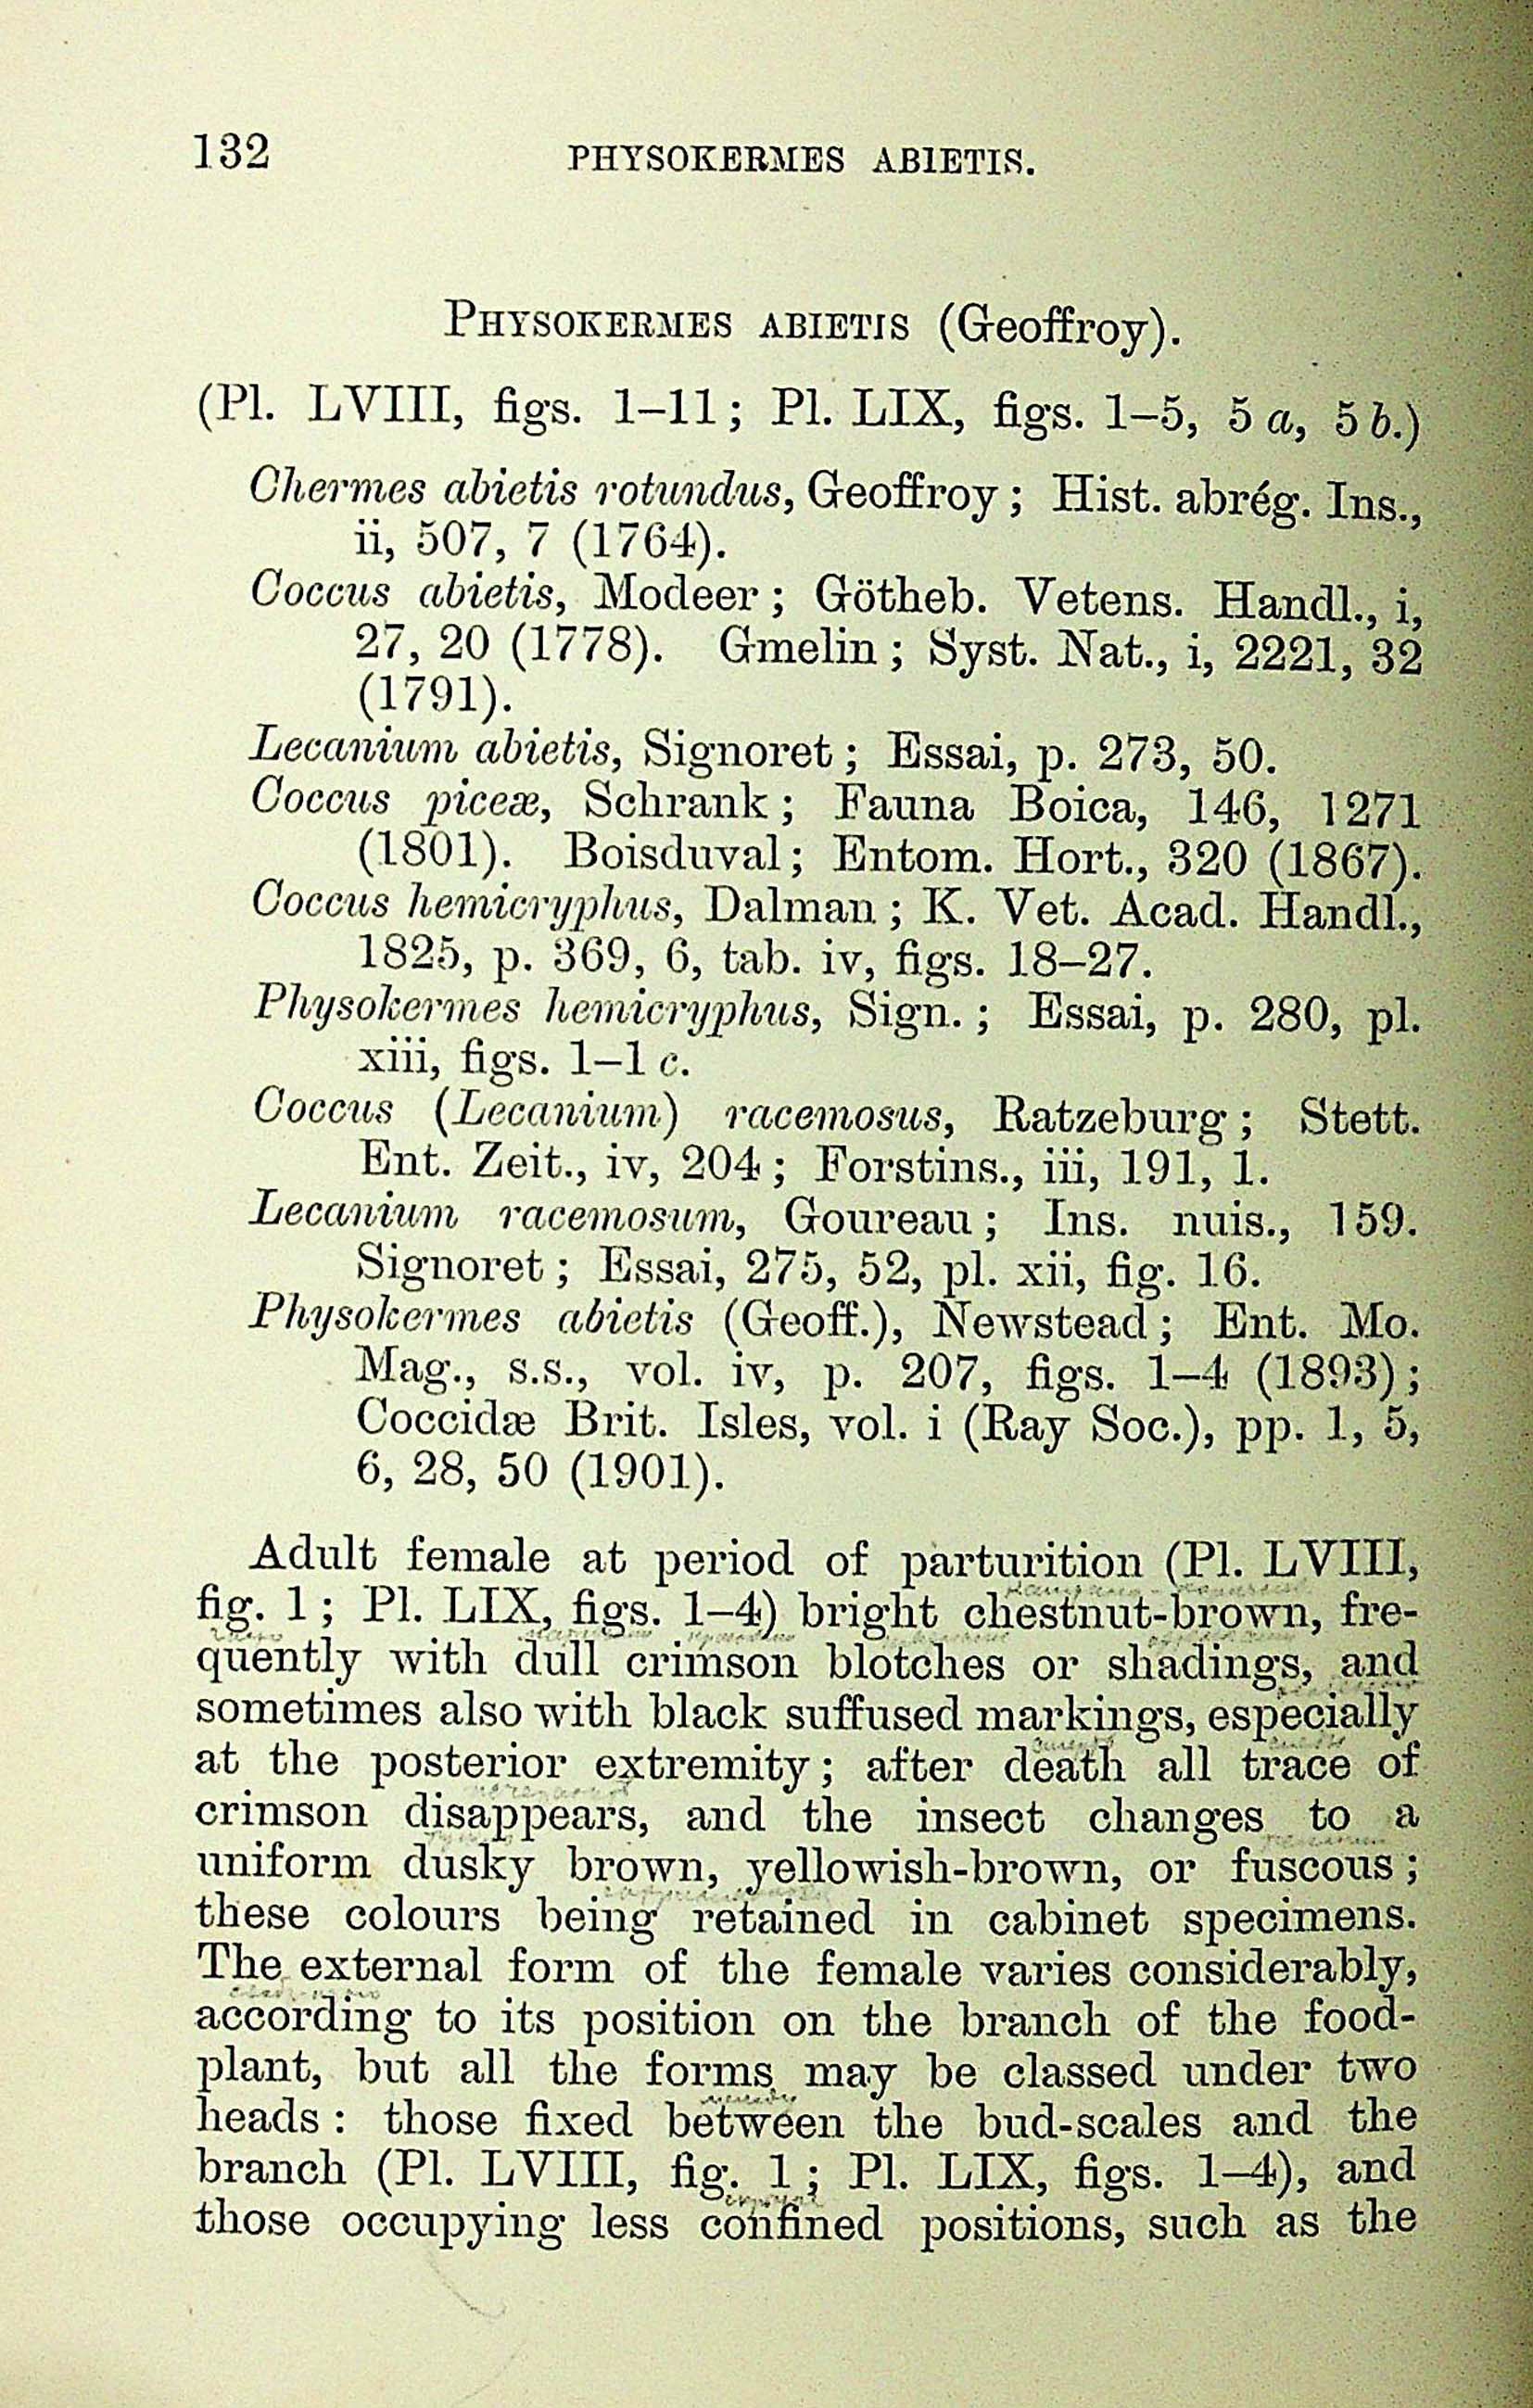 132 PHYSOKERMES ABIETIS.
PHYSOKERMES ABIETIS (Geoffroy).
(Pl. LVIII, figs. 1–11; Pl. LIX, figs. 1–5, 5 a, 5 b.)
Chermes abietis rotundus, Geoffroy; Hist. abrég. Ins.,
ii, 507, 7 (1764).
Coccus abietis, Modeer; Götheb. Vetens. Handl., i,
27, 20 (1778). Gmelin; Syst. Nat., i, 2221, 32
(1791).
Lecanium abietis, Signoret; Essai, p. 273, 50.
Coccus piceæ, Schrank; Fauna Boica, 146, 1271
(1801). Boisduval; Entom. Hort., 320 (1867).
Coccus hemicryphus, Dalman; K. Vet. Acad. Handl.,
1825, p. 369, 6, tab. iv, figs. 18–27.
Physokermes hemicryphus, Sign.; Essai, p. 280, pl.
xiii, figs. 1–1 c.
Coccus (Lecanium) racemosus, Ratzeburg; Stett.
Ent. Zeit., iv, 204; Forstins., iii, 191, 1.
Lecanium racemosum, Goureau; Ins. nuis., 159.
Signoret; Essai, 275, 52, pl. xii, fig. 16.
Physokermes abietis (Geoff.), Newstead; Ent. Mo.
Mag., s.s., vol. iv, p. 207, figs. 1–4 (1893);
Coccidæ Brit. Isles, vol. i (Ray Soc.), pp. 1, 5,
6, 28, 50 (1901).
Adult female at period of parturition (Pl. LVIII,
fig. 1; Pl. LIX, figs. 1–4) bright chestnut-brown, fre-
quently with dull crimson blotches or shadings, and
sometimes also with black suffused markings, especially
at the posterior extremity; after death all trace of
crimson disappears, and the insect changes to a
uniform dusky brown, yellowish-brown, or fuscous;
these colours being retained in cabinet specimens.
The external form of the female varies considerably,
according to its position on the branch of the food-
plant, but all the forms may be classed under two
heads: those fixed between the bud-scales and the
branch (Pl. LVIII, fig. 1; Pl. LIX, figs. 1–4), and
those occupying less confined positions, such as the